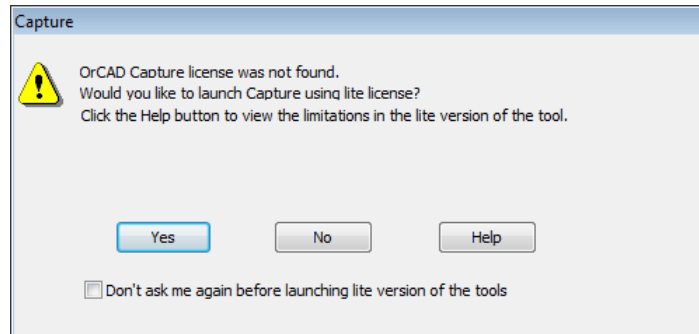 Capture
OrCAD Capture license was not found.
Would you like to launch Capture using lite license?
Click the Help button to view the limitations in the lite version of the tool.
Yes
No
Help
Don't ask me again before launching lite version of the tools